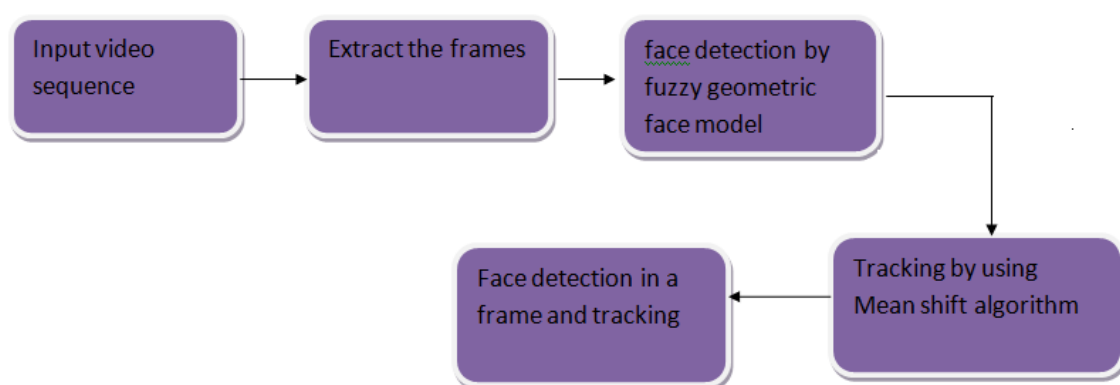 Input video
sequence
Extract the frames
face detection by
fuzzy geometric
face model
Tracking by using
Mean shift algorithm
Face detection in a
frame and tracking